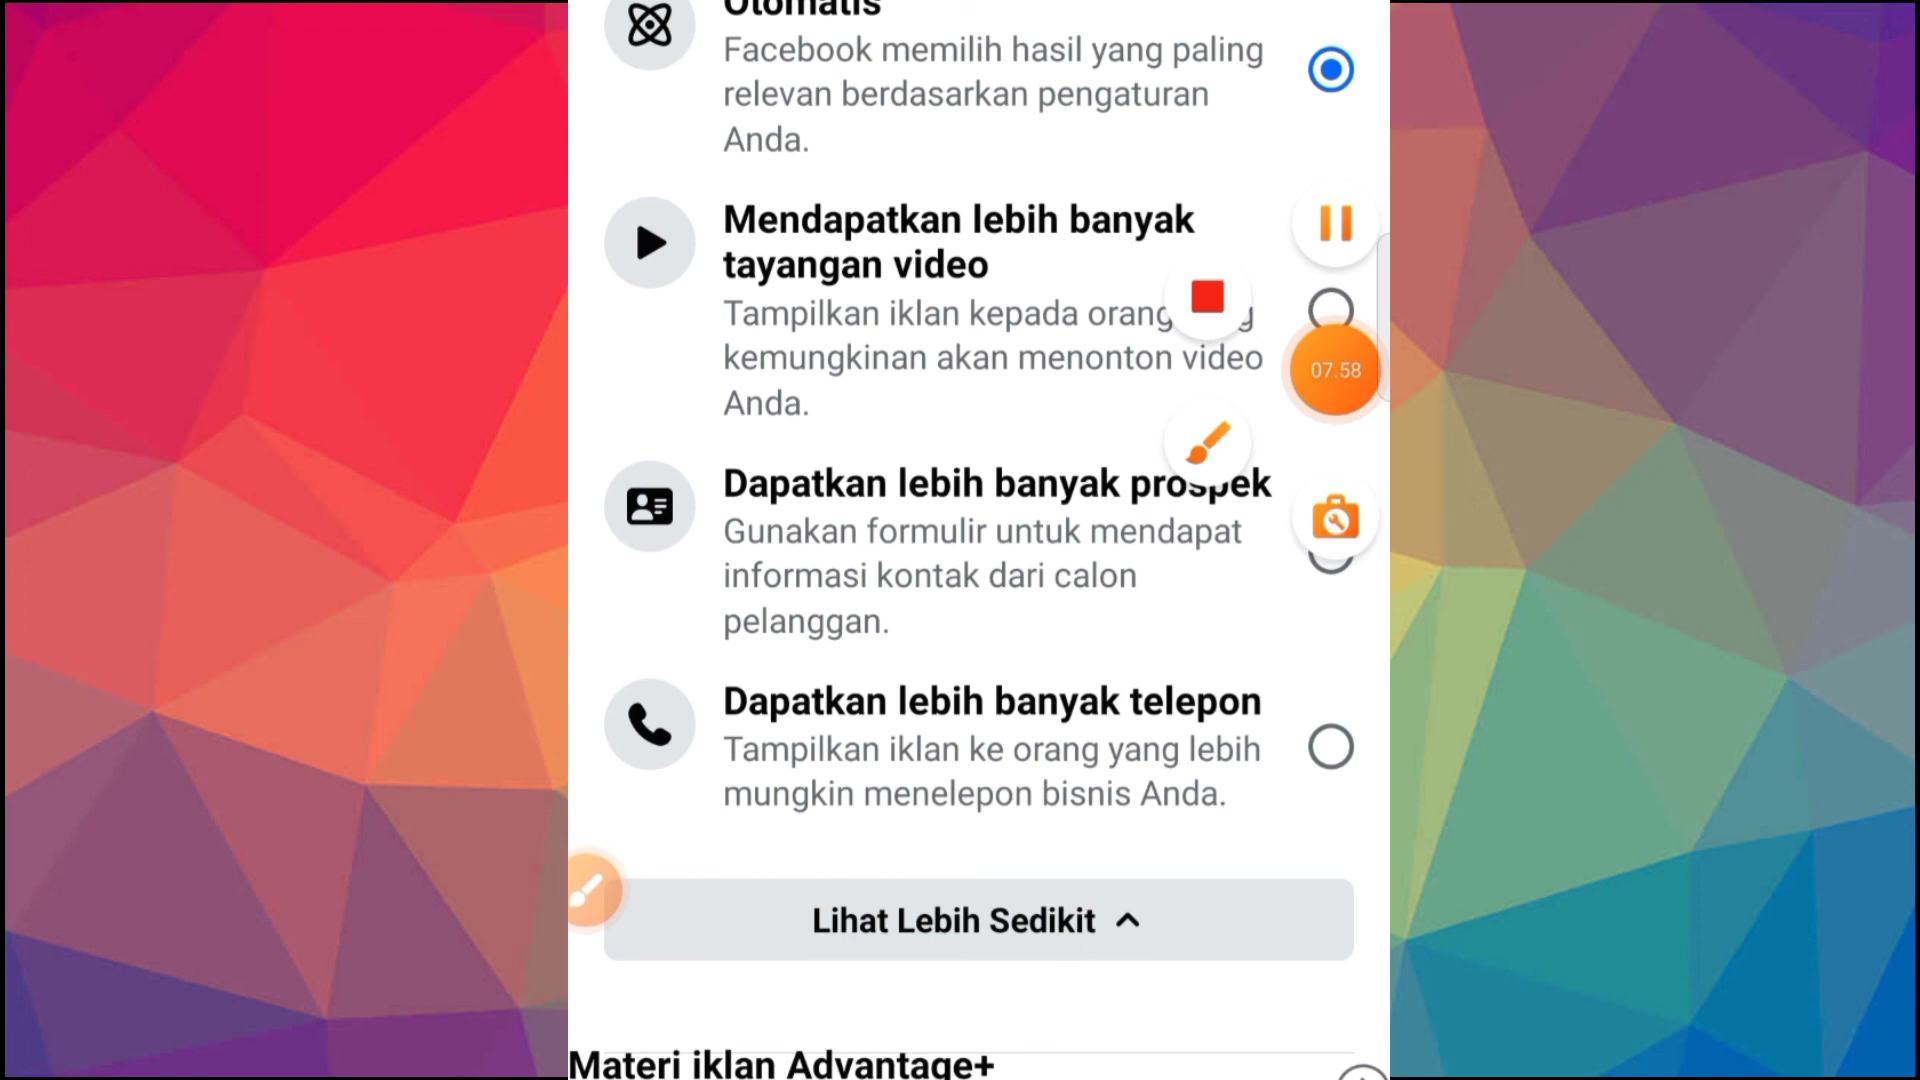 Otomatis
Facebook memilih hasil yang paling
relevan berdasarkan pengaturan
Anda.
Mendapatkan lebih banyak
tayangan video
Tampilkan iklan kepada orang
kemungkinan akan menonton video
Anda.
07.58
Dapatkan lebih banyak prospek
Gunakan formulir untuk mendapat
informasi kontak dari calon
pelanggan.
Dapatkan lebih banyak telepon
Tampilkan iklan ke orang yang lebih
mungkin menelepon bisnis Anda.
Lihat Lebih Sedikit
Materi iklan Advantage+